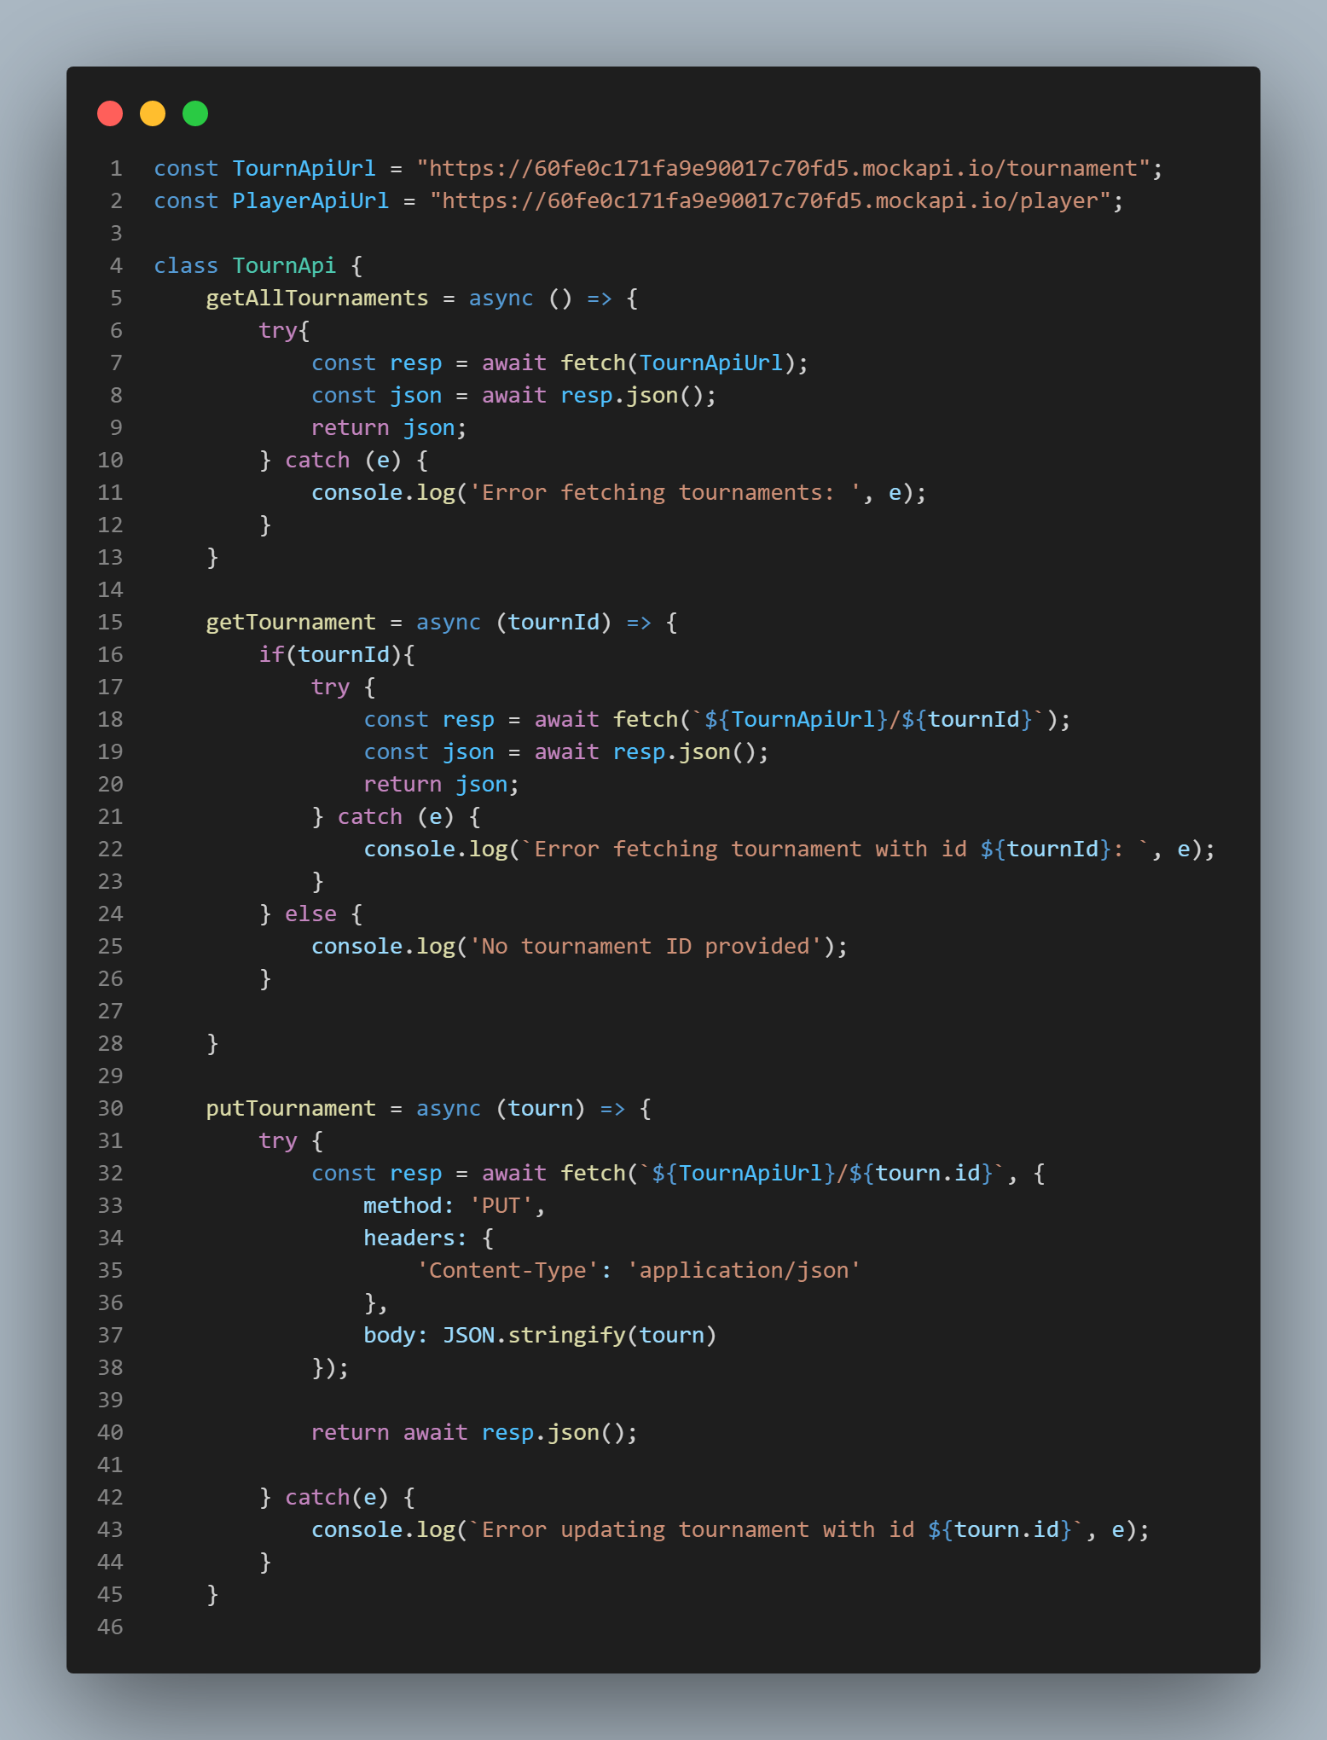 1 const TournApiUrl = "https://60fe0c171fa9e90017c70fd5.mockapi.io/tournament";
2 const PlayerApiUrl = "https://60fe0c171fa9e90017c70fd5.mockapi.io/player";
3
4 class TournApi {
5     getAllTournaments = async () => {
6         try{
7             const resp = await fetch(TournApiUrl);
8             const json = await resp.json();
9             return json;
10         } catch (e) {
11             console.log('Error fetching tournaments: ', e);
12         }
13     }
14
15     getTournament = async (tournId) => {
16         if(tournId){
17             try {
18                 const resp = await fetch(`${TournApiUrl}/${tournId}`);
19                 const json = await resp.json();
20                 return json;
21             } catch (e) {
22                 console.log(`Error fetching tournament with id ${tournId}: `, e);
23             }
24         } else {
25             console.log('No tournament ID provided');
26         }
27
28     }
29
30     putTournament = async (tourn) => {
31         try {
32             const resp = await fetch(`${TournApiUrl}/${tourn.id}`, {
33                 method: 'PUT',
34                 headers: {
35                     'Content-Type': 'application/json'
36                 },
37                 body: JSON.stringify(tourn)
38             });
39
40             return await resp.json();
41
42         } catch(e) {
43             console.log(`Error updating tournament with id ${tourn.id}`, e);
44         }
45     }
46